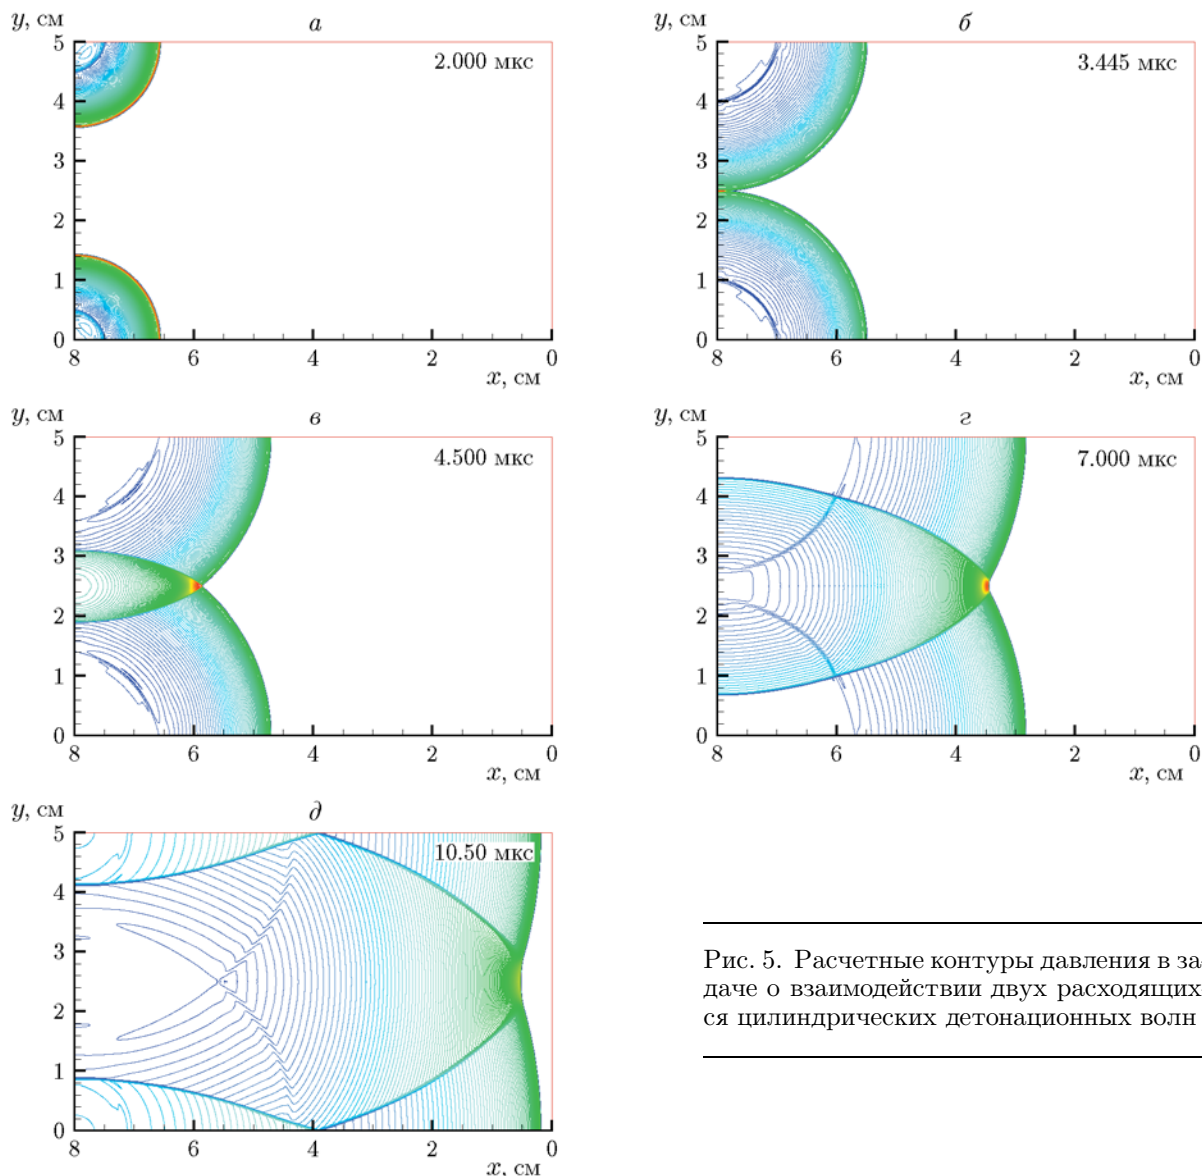 y, см
а
2.000 мкс
5
4
3
2
1
0
8
6
4
2
0
x, см
y, см
б
3.445 мкс
5
4
3
2
1
0
8
6
4
2
0
x, см
y, см
в
4.500 мкс
5
4
3
2
1
0
8
6
4
2
0
x, см
y, см
г
7.000 мкс
5
4
3
2
1
0
8
6
4
2
0
x, см
y, см
д
10.50 мкс
5
4
3
2
1
0
8
6
4
2
0
x, см
Рис. 5. Расчетные контуры давления в за-
даче о взаимодействии двух расходящих-
ся цилиндрических детонационных волн